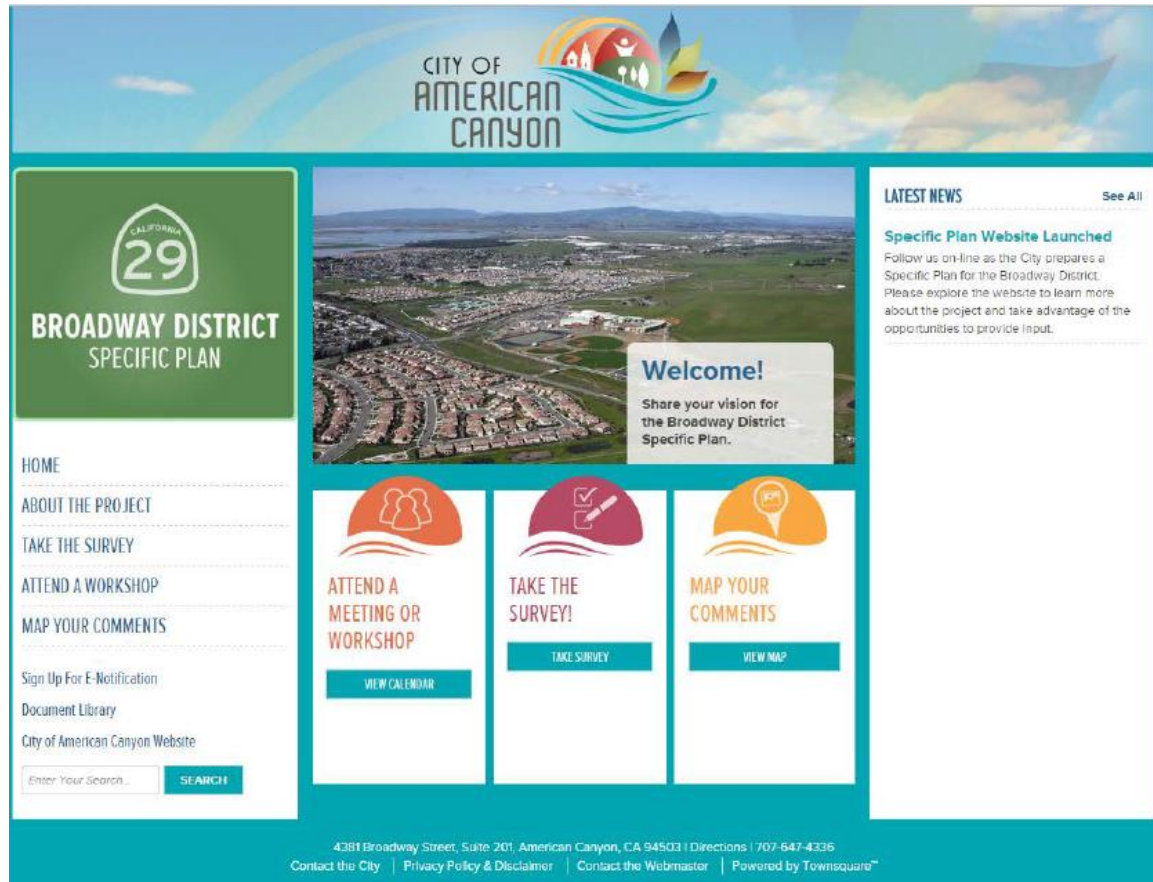 CITY OF
AMERICAN
CANYON
CALIFORNIA
29
BROADWAY DISTRICT
SPECIFIC PLAN
HOME
ABOUT THE PROJECT
TAKE THE SURVEY
ATTEND A WORKSHOP
MAP YOUR COMMENTS
Sign Up For E-Notification
Document Library
City of American Canyon Website
Enter Your Search...
SEARCH
Welcome!
Share your vision for
the Broadway District
Specific Plan.
ATTEND A
MEETING OR
WORKSHOP
VIEW CALENDAR
TAKE THE
SURVEY!
TAKE SURVEY
MAP YOUR
COMMENTS
VIEW MAP
LATEST NEWS See All
Specific Plan Website Launched
Follow us on-line as the City prepares a
Specific Plan for the Broadway District.
Please explore the website to learn more
about the project and take advantage of the
opportunities to provide input.
4381 Broadway Street, Suite 201, American Canyon, CA 94503 | Directions | 707-647-4336
Contact the City | Privacy Policy & Disclaimer | Contact the Webmaster | Powered by Townsquare™